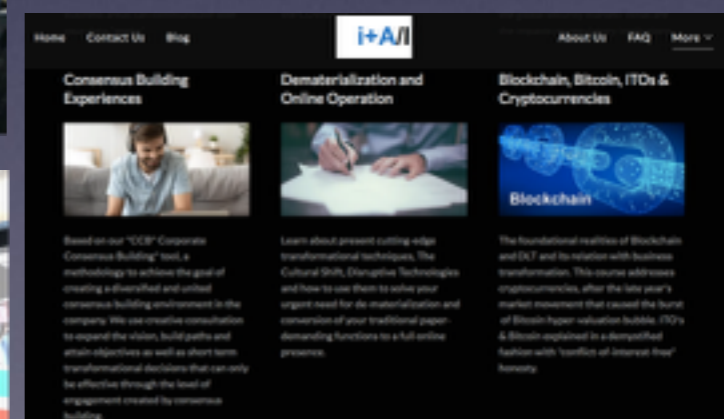 Home Contact Us Blog i+A/I About Us FAQ More
Consensus Building
Experiences
Based on our "CCB" Corporate
Consensus Building" tool, a
methodology to achieve the goal of
creating a diversified and united
consensus building environment in the
company. We use creative consultation
to expand the vision, build paths and
attain objectives as well as short term
transformational decisions that can only
be effective through the level of
engagement created by consensus
building.
Dematerialization and
Online Operation
Learn about present cutting-edge
transformational techniques, The
Cultural Shift, Disruptive Technologies
and how to use them to solve your
urgent need for de-materialization and
conversion of your traditional paper-
demanding functions to a full online
presence.
Blockchain, Bitcoin, ITOs &
Cryptocurrencies
Blockchain
The foundational realities of Blockchain
and DLT and its relation with business
transformation. This course addresses
cryptocurrencies, after the late year's
market movement that caused the burst
of Bitcoin hyper-valuation bubble. ITO's
& Bitcoin explained in a demystified
fashion with "conflict-of-interest-free"
honesty.